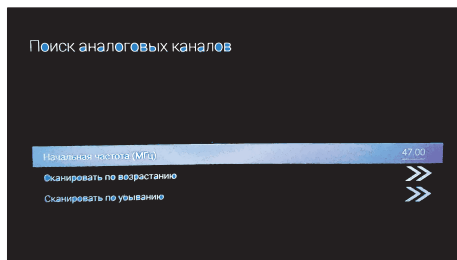 Поиск аналоговых каналов
Начальная частота (МГц) 47.00
Сканировать по возрастанию
Сканировать по убыванию